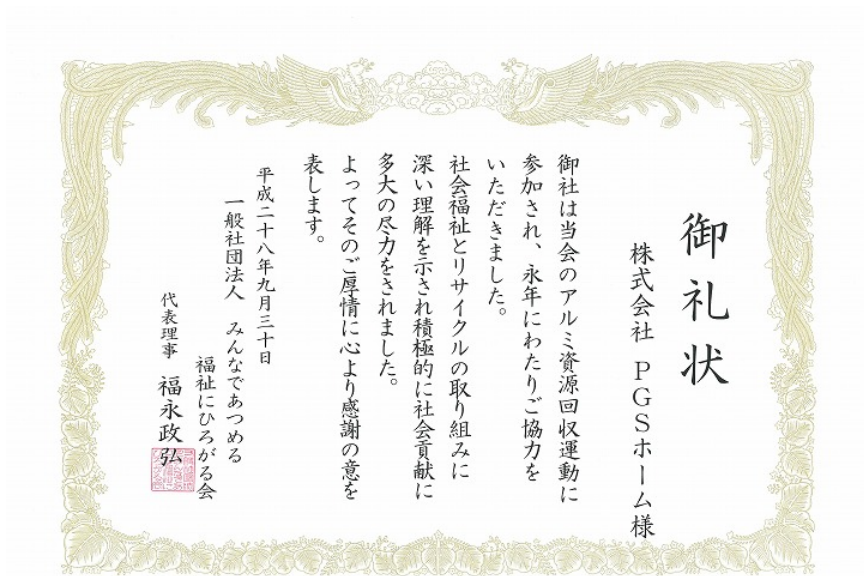 御礼状
株式会社 PGSホーム様
御社は当会のアルミ資源回収運動に
参加され、永年にわたりご協力を
いただきました。
社会福祉とリサイクルの取り組みに
深い理解を示され積極的に社会貢献に
多大の尽力をされました。
よってそのご厚情に心より感謝の意を
表します。
平成二十八年九月三十日
一般社団法人 みんなであつめる
福祉にひろがる会
代表理事 福永政弘